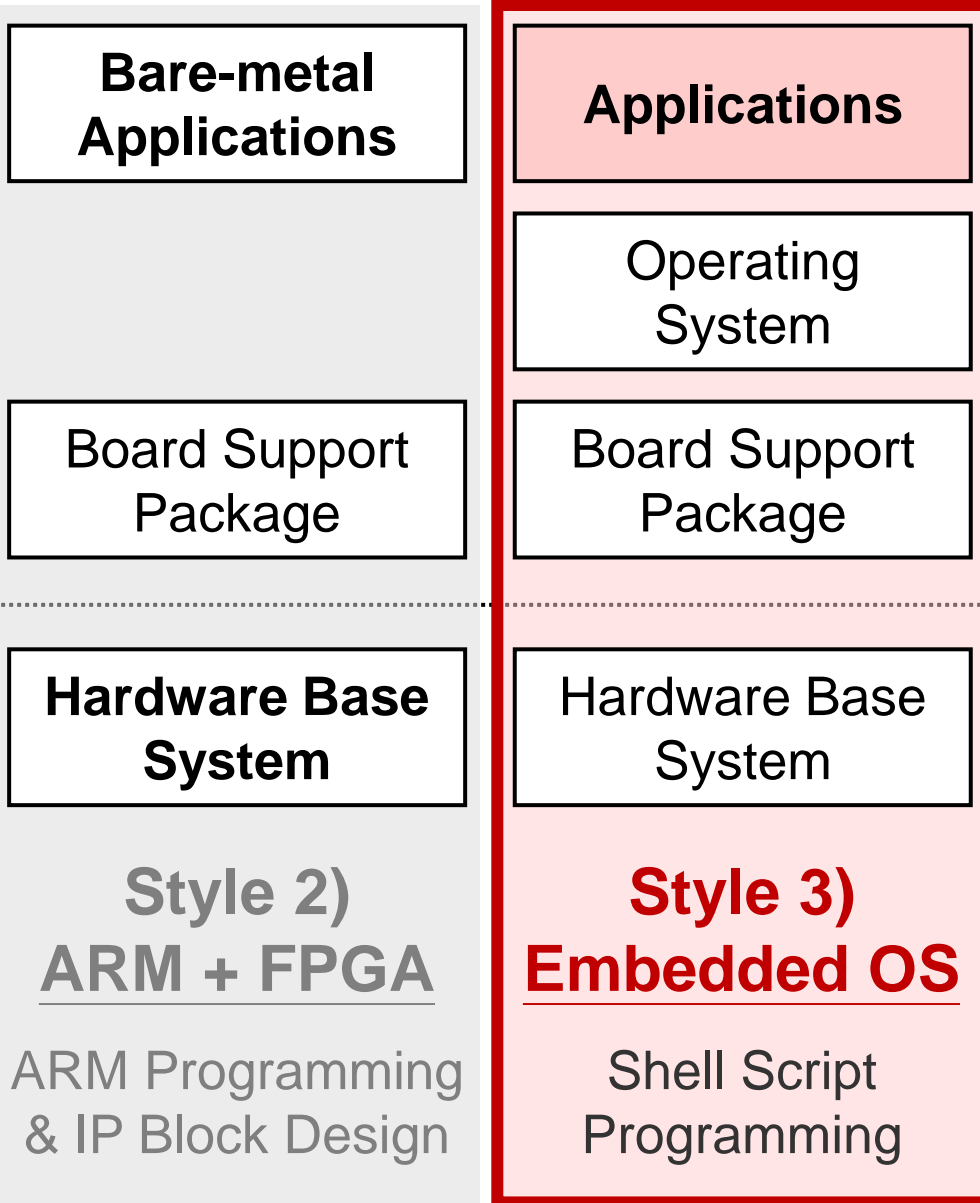 Bare-metal
Applications
Board Support
Package
Hardware Base
System
Style 2)
ARM + FPGA
ARM Programming
& IP Block Design
Applications
Operating
System
Board Support
Package
Hardware Base
System
Style 3)
Embedded OS
Shell Script
Programming